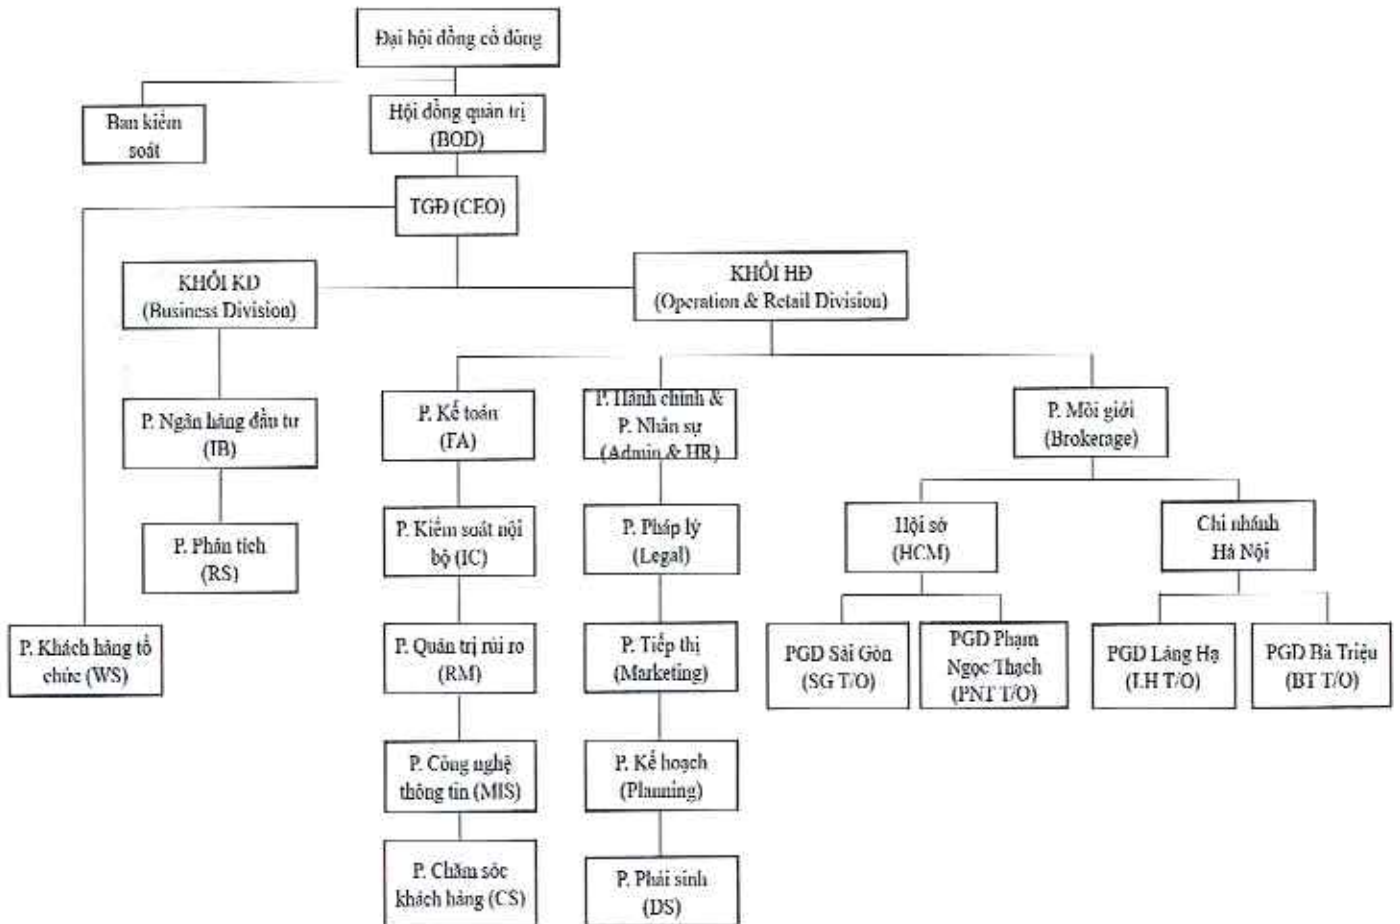 Đại hội đồng cổ đông
Ban kiểm
soát
Hội đồng quản trị
(BOD)
TGĐ (CEO)
KHỐI KD
(Business Division)
KHỐI HĐ
(Operation & Retail Division)
P. Ngân hàng đầu tư
(IB)
P. Kế toán
(FA)
P. Hành chính &
P. Nhân sự
(Admin & HR)
P. Môi giới
(Brokerage)
P. Phân tích
(RS)
P. Kiểm soát nội
bộ (IC)
P. Pháp lý
(Legal)
Hội sở
(HCM)
Chi nhánh
Hà Nội
P. Khách hàng tổ
chức (WS)
P. Quản trị rủi ro
(RM)
P. Tiếp thị
(Marketing)
PGD Sài Gòn
(SG T/O)
PGD Phạm
Ngọc Thạch
(PNT T/O)
PGD Láng Hạ
(LH T/O)
PGD Bà Triệu
(BT T/O)
P. Công nghệ
thông tin (MIS)
P. Kế hoạch
(Planning)
P. Chăm sóc
khách hàng (CS)
P. Phái sinh
(DS)